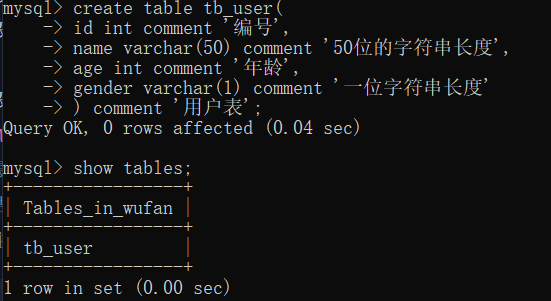 mysql> create table tb_user(
    -> id int comment '编号',
    -> name varchar(50) comment '50位的字符串长度',
    -> age int comment '年龄',
    -> gender varchar(1) comment '一位字符串长度'
    -> ) comment '用户表';
Query OK, 0 rows affected (0.04 sec)
mysql> show tables;
+-----------------+
| Tables_in_wufan |
+-----------------+
| tb_user         |
+-----------------+
1 row in set (0.00 sec)